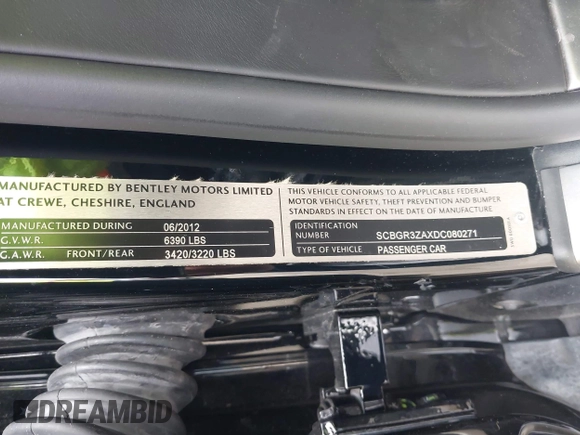 MANUFACTURED BY BENTLEY MOTORS LIMITED
AT CREWE, CHESHIRE, ENGLAND
MANUFACTURED DURING 06/2012
G.V.W.R. 6390 LBS
G.A.W.R. FRONT/REAR 3420/3220 LBS
THIS VEHICLE CONFORMS TO ALL APPLICABLE FEDERAL
MOTOR VEHICLE SAFETY, THEFT PREVENTION AND BUMPER
STANDARDS IN EFFECT ON THE DATE OF MANUFACTURE
IDENTIFICATION
NUMBER SCBGR3ZAXDC080271
TYPE OF VEHICLE PASSENGER CAR
DREAMBID